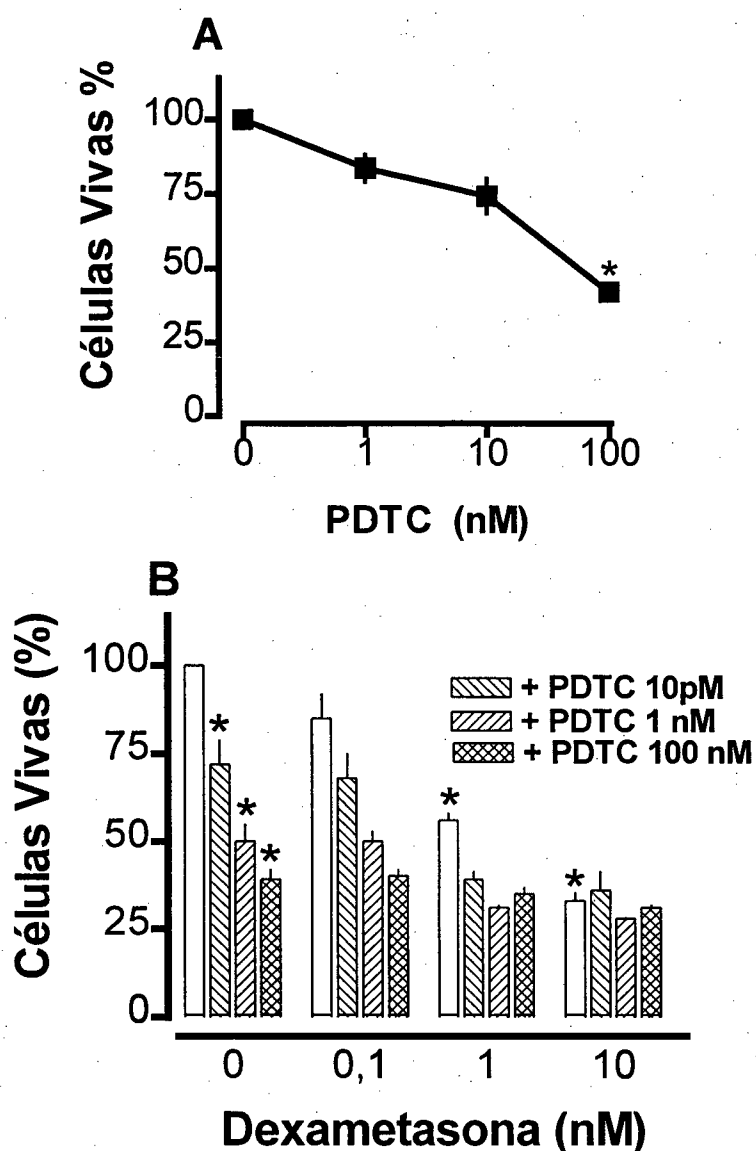 A
Células Vivas %
100
75
50
25
0
*
0 1 10 100
PDTC (nM)
B
Células Vivas (%)
100
75
50
25
0
+ PDTC 10pM
+ PDTC 1 nM
+ PDTC 100 nM
* * *
*
*
0 0,1 1 10
Dexametasona (nM)